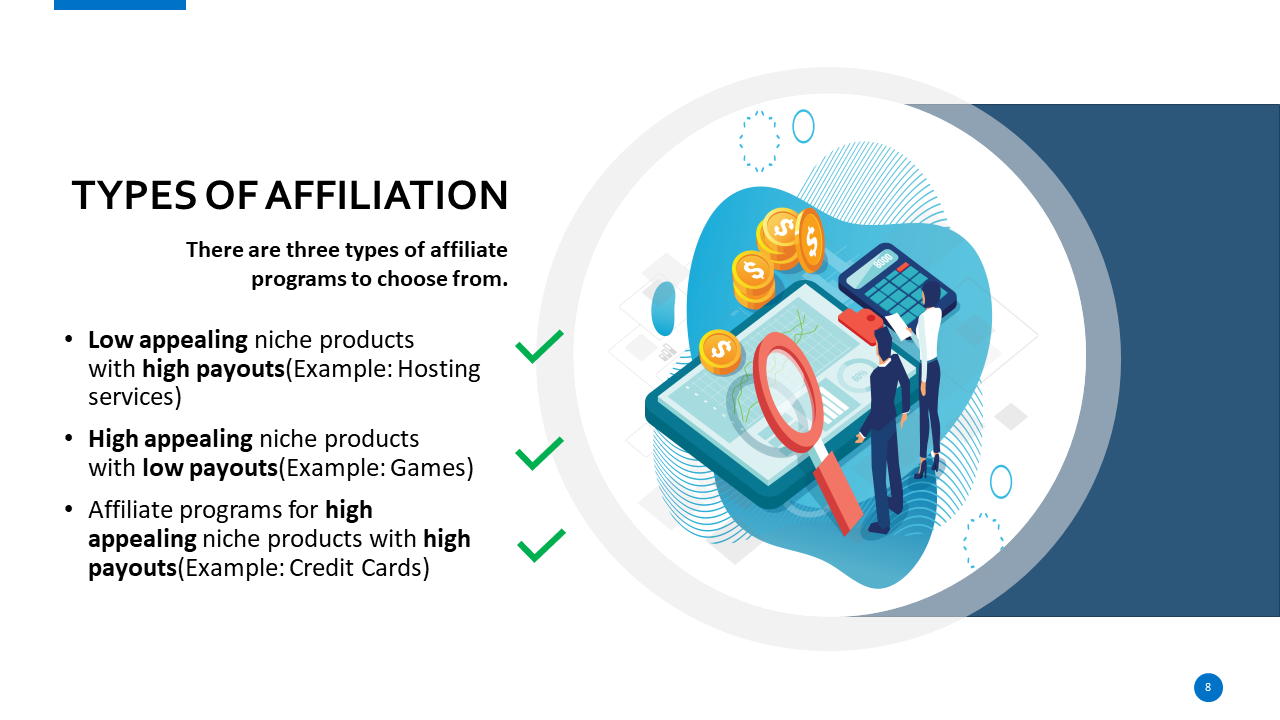 TYPES OF AFFILIATION
There are three types of affiliate
programs to choose from.
• Low appealing niche products
with high payouts(Example: Hosting
services)
• High appealing niche products
with low payouts(Example: Games)
• Affiliate programs for high
appealing niche products with high
payouts(Example: Credit Cards)
8000
8